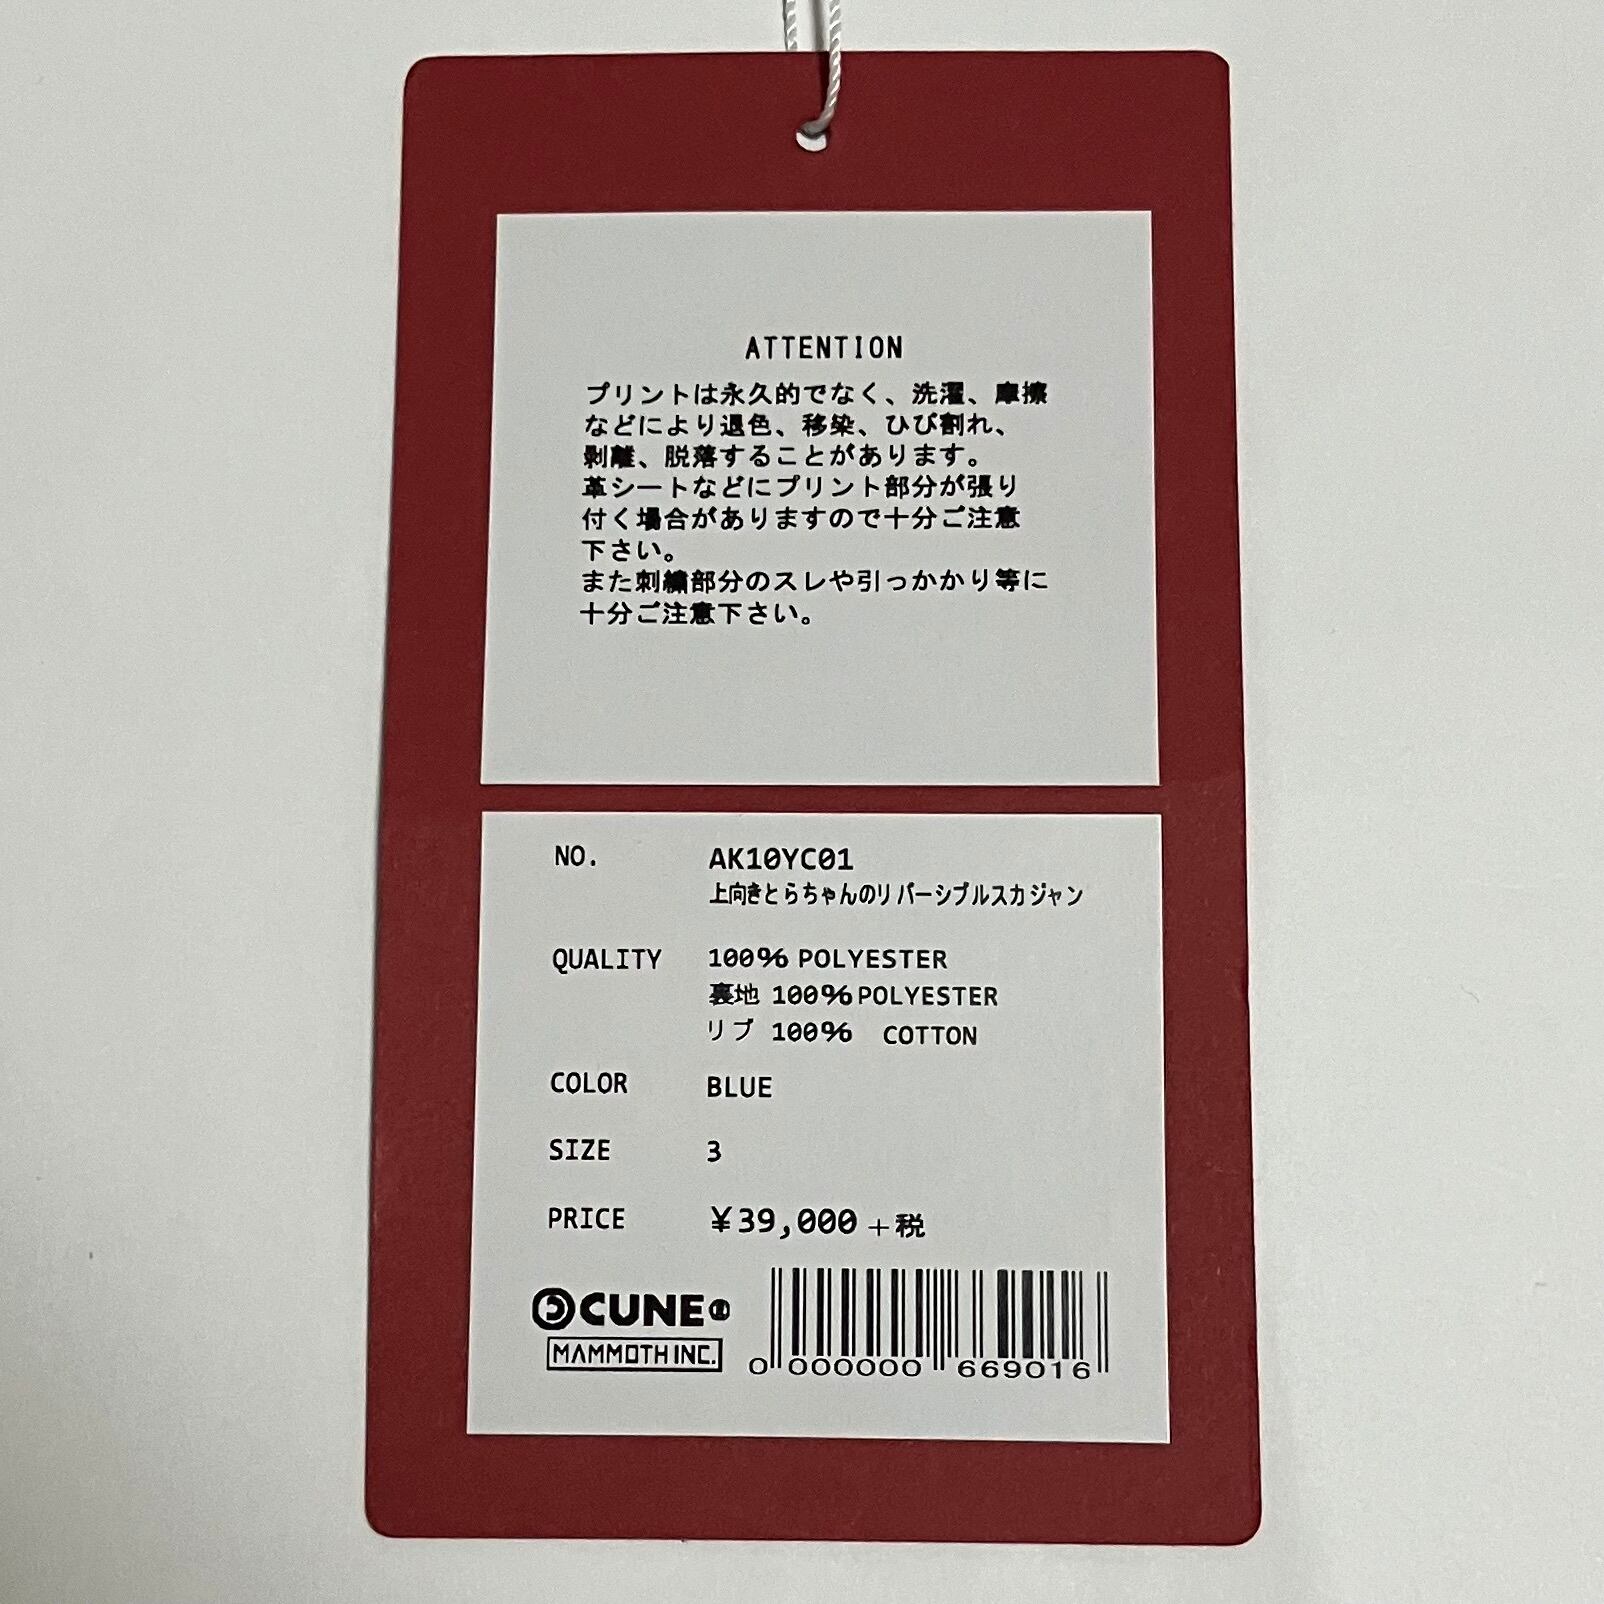 ATTENTION
プリントは永久的でなく、洗濯、摩擦
などにより退色、移染、ひび割れ、
剥離、脱落することがあります。
革シートなどにプリント部分が張り
付く場合がありますので十分ご注意
下さい。
また刺繍部分のスレや引っかかり等に
十分ご注意下さい。
NO. AK10YC01
上向きとらちゃんのリバーシブルスカジャン
QUALITY 100% POLYESTER
裏地 100% POLYESTER
リブ 100% COTTON
COLOR BLUE
SIZE 3
PRICE ¥39,000 +税
CUNE®
MAMMOTH INC.
0 000000 669016